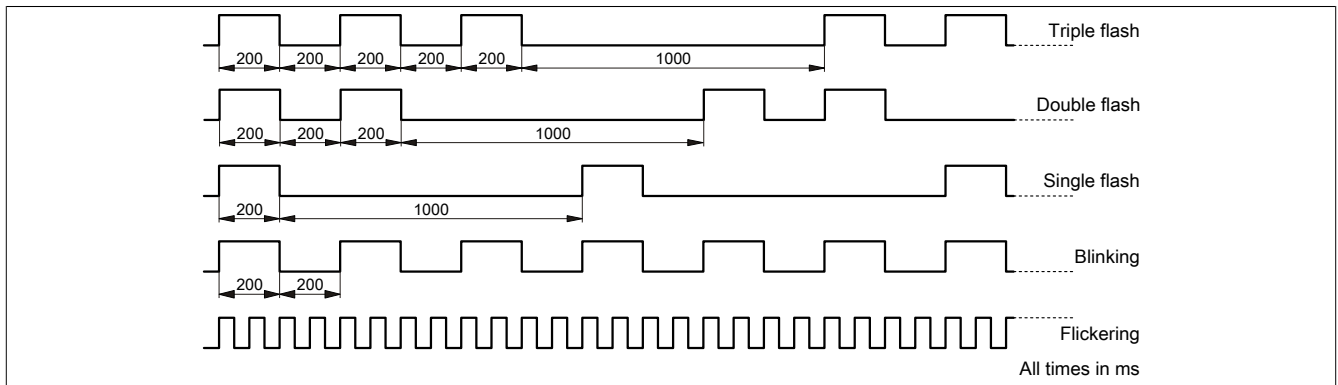 Triple flash
200 200 200 200 200 1000
Double flash
200 200 200 1000
Single flash
200 1000
Blinking
200 200
Flickering
All times in ms